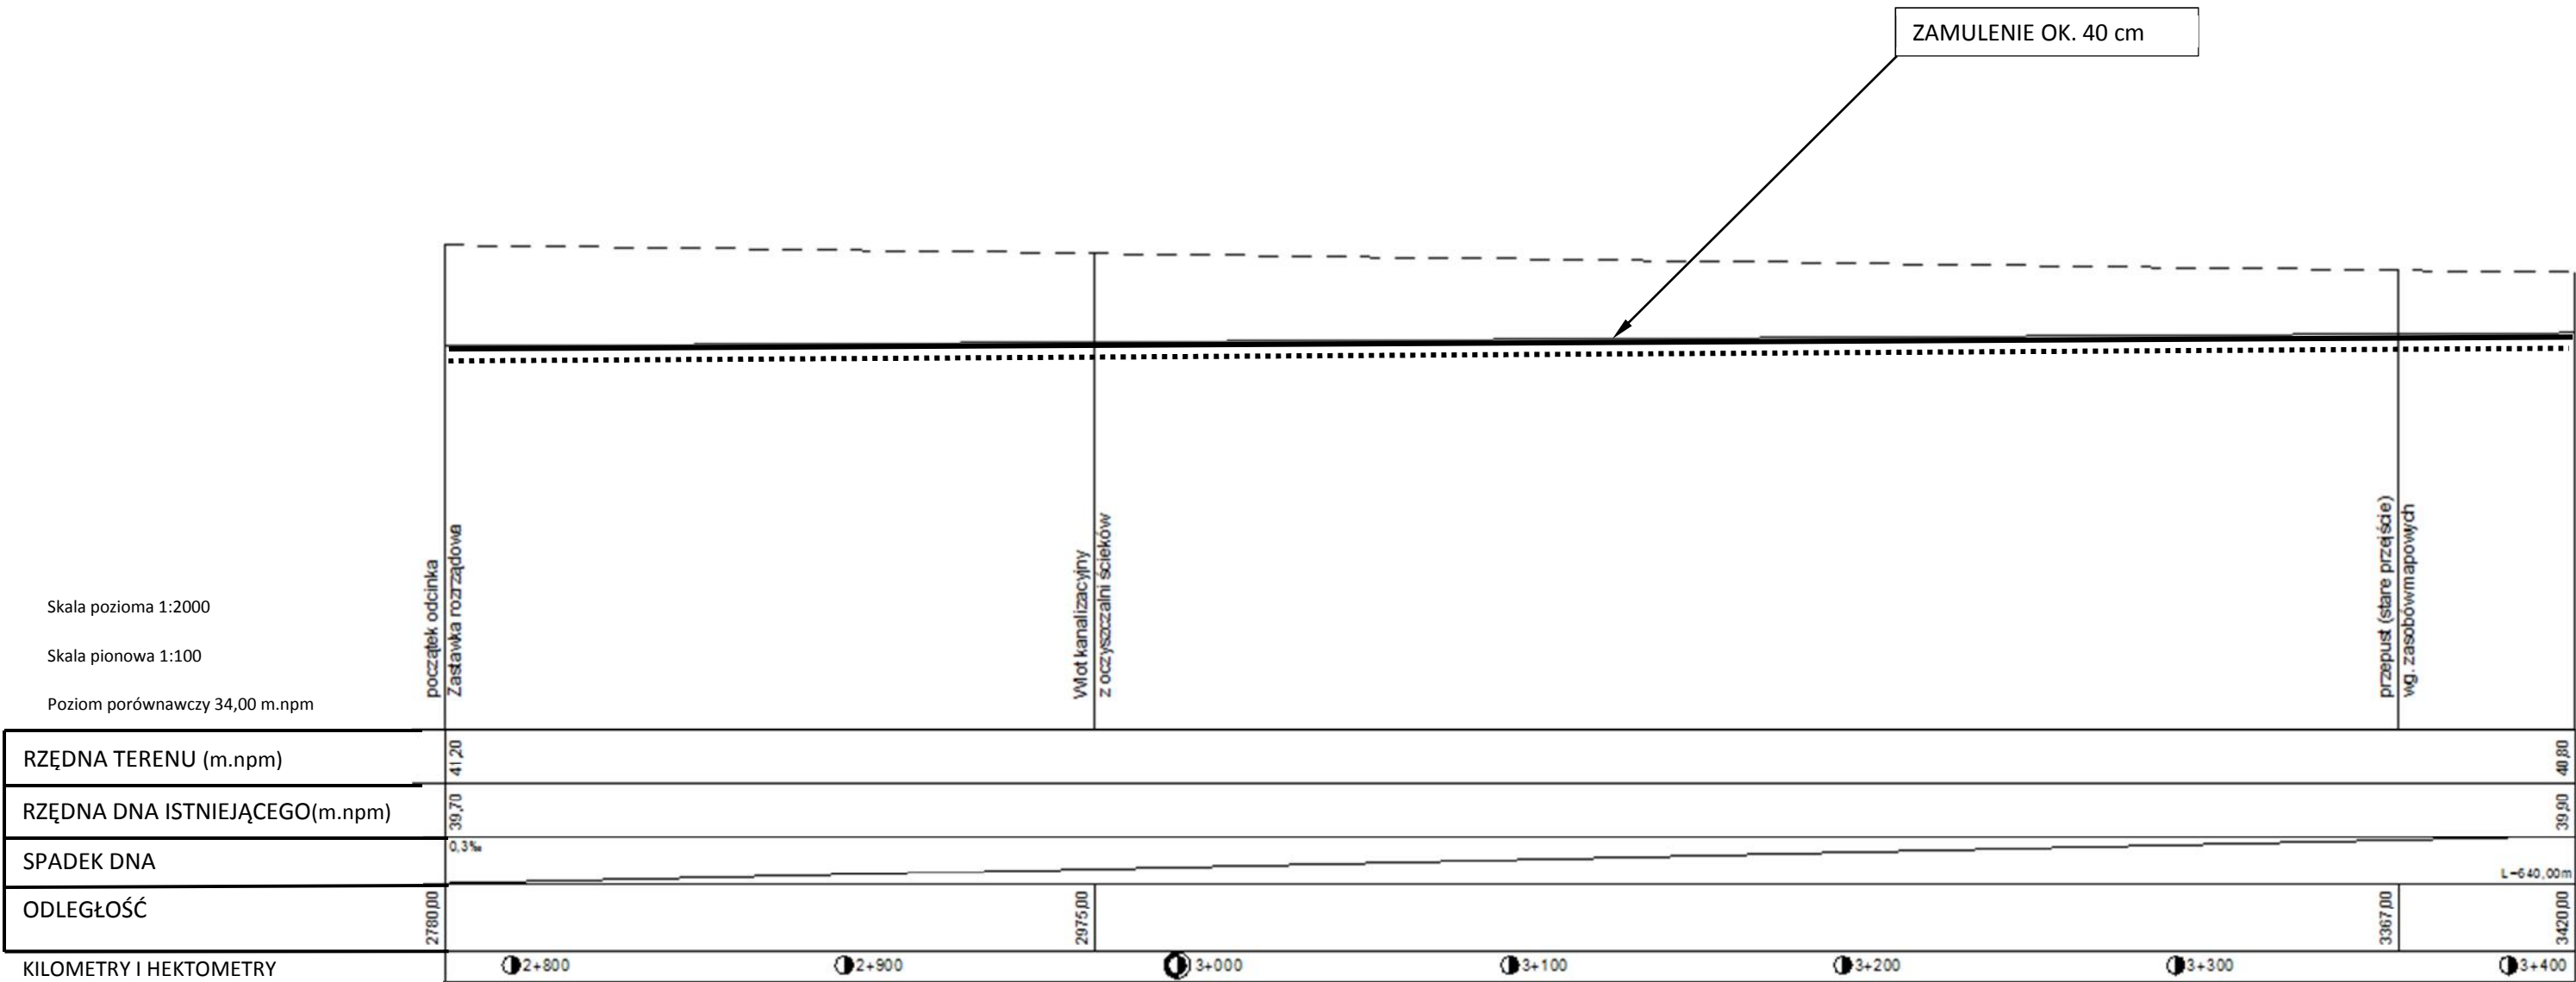 ZAMULENIE OK. 40 cm
początek odcinka
Zastawka rozrządowa
Wlot kanalizacyjny
z oczyszczalni ścieków
przepust (stare przejście)
wg. zasobów mapowych
Skala pozioma 1:2000
Skala pionowa 1:100
Poziom porównawczy 34,00 m.npm
RZĘDNA TERENU (m.npm) 41,20 40,80
RZĘDNA DNA ISTNIEJĄCEGO(m.npm) 39,70 39,90
SPADEK DNA 0,3‰ L=640,00m
ODLEGŁOŚĆ 2780,00 2975,00 3367,00 3420,00
KILOMETRY I HEKTOMETRY 2+800 2+900 3+000 3+100 3+200 3+300 3+400